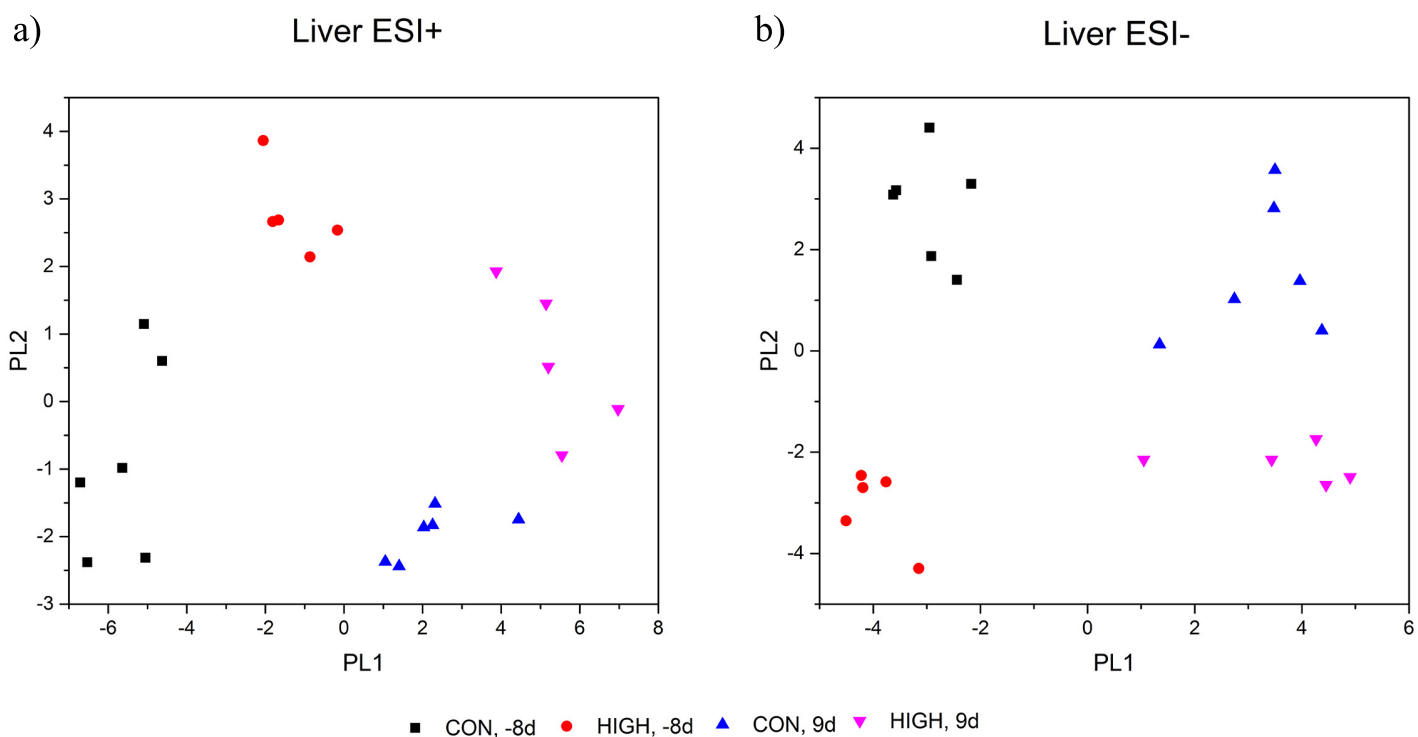 a)
Liver ESI+
4
3
2
1
0
-1
-2
-3
PL2
-6 -4 -2 0 2 4 6 8
PL1
b)
Liver ESI-
4
2
0
-2
-4
PL2
-4 -2 0 2 4 6
PL1
CON, -8d HIGH, -8d CON, 9d HIGH, 9d